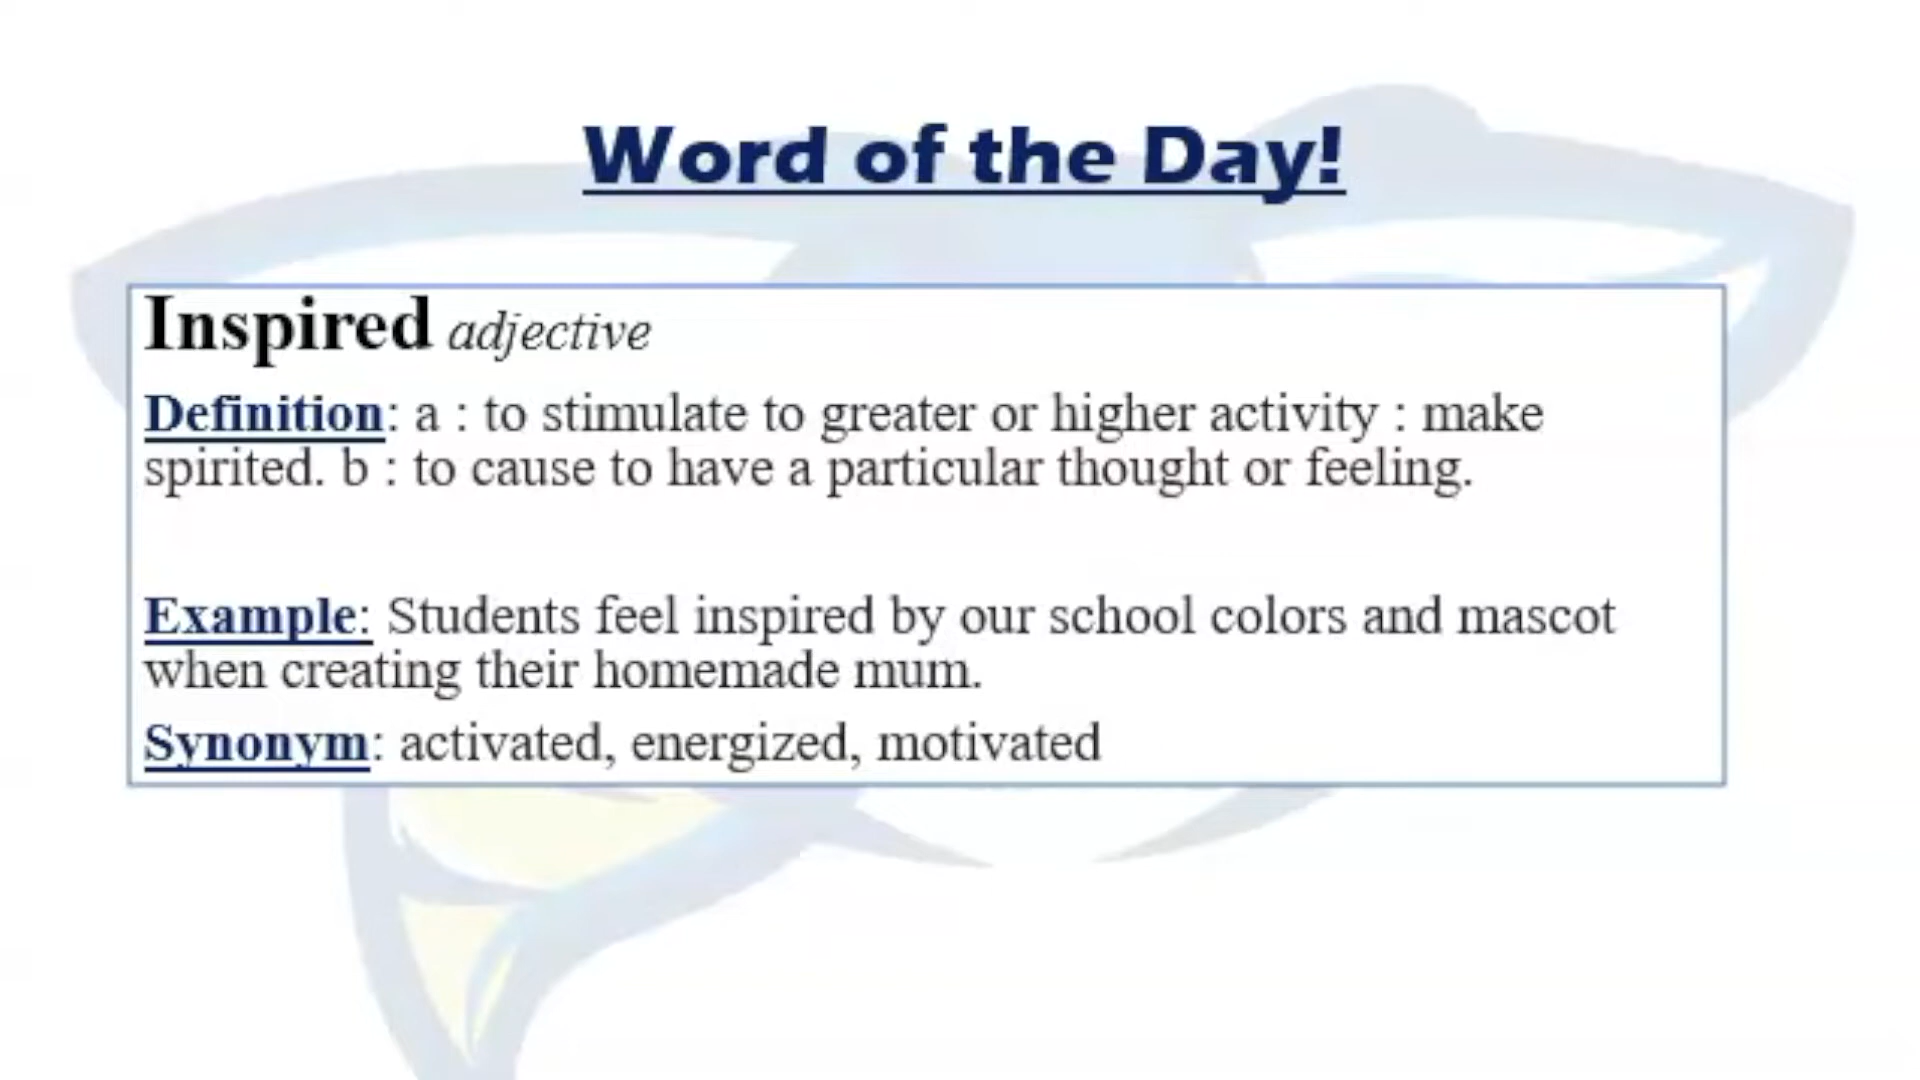 Word of the Day!
Inspired adjective
Definition: a : to stimulate to greater or higher activity : make
spirited. b : to cause to have a particular thought or feeling.
Example: Students feel inspired by our school colors and mascot
when creating their homemade mum.
Synonym: activated, energized, motivated